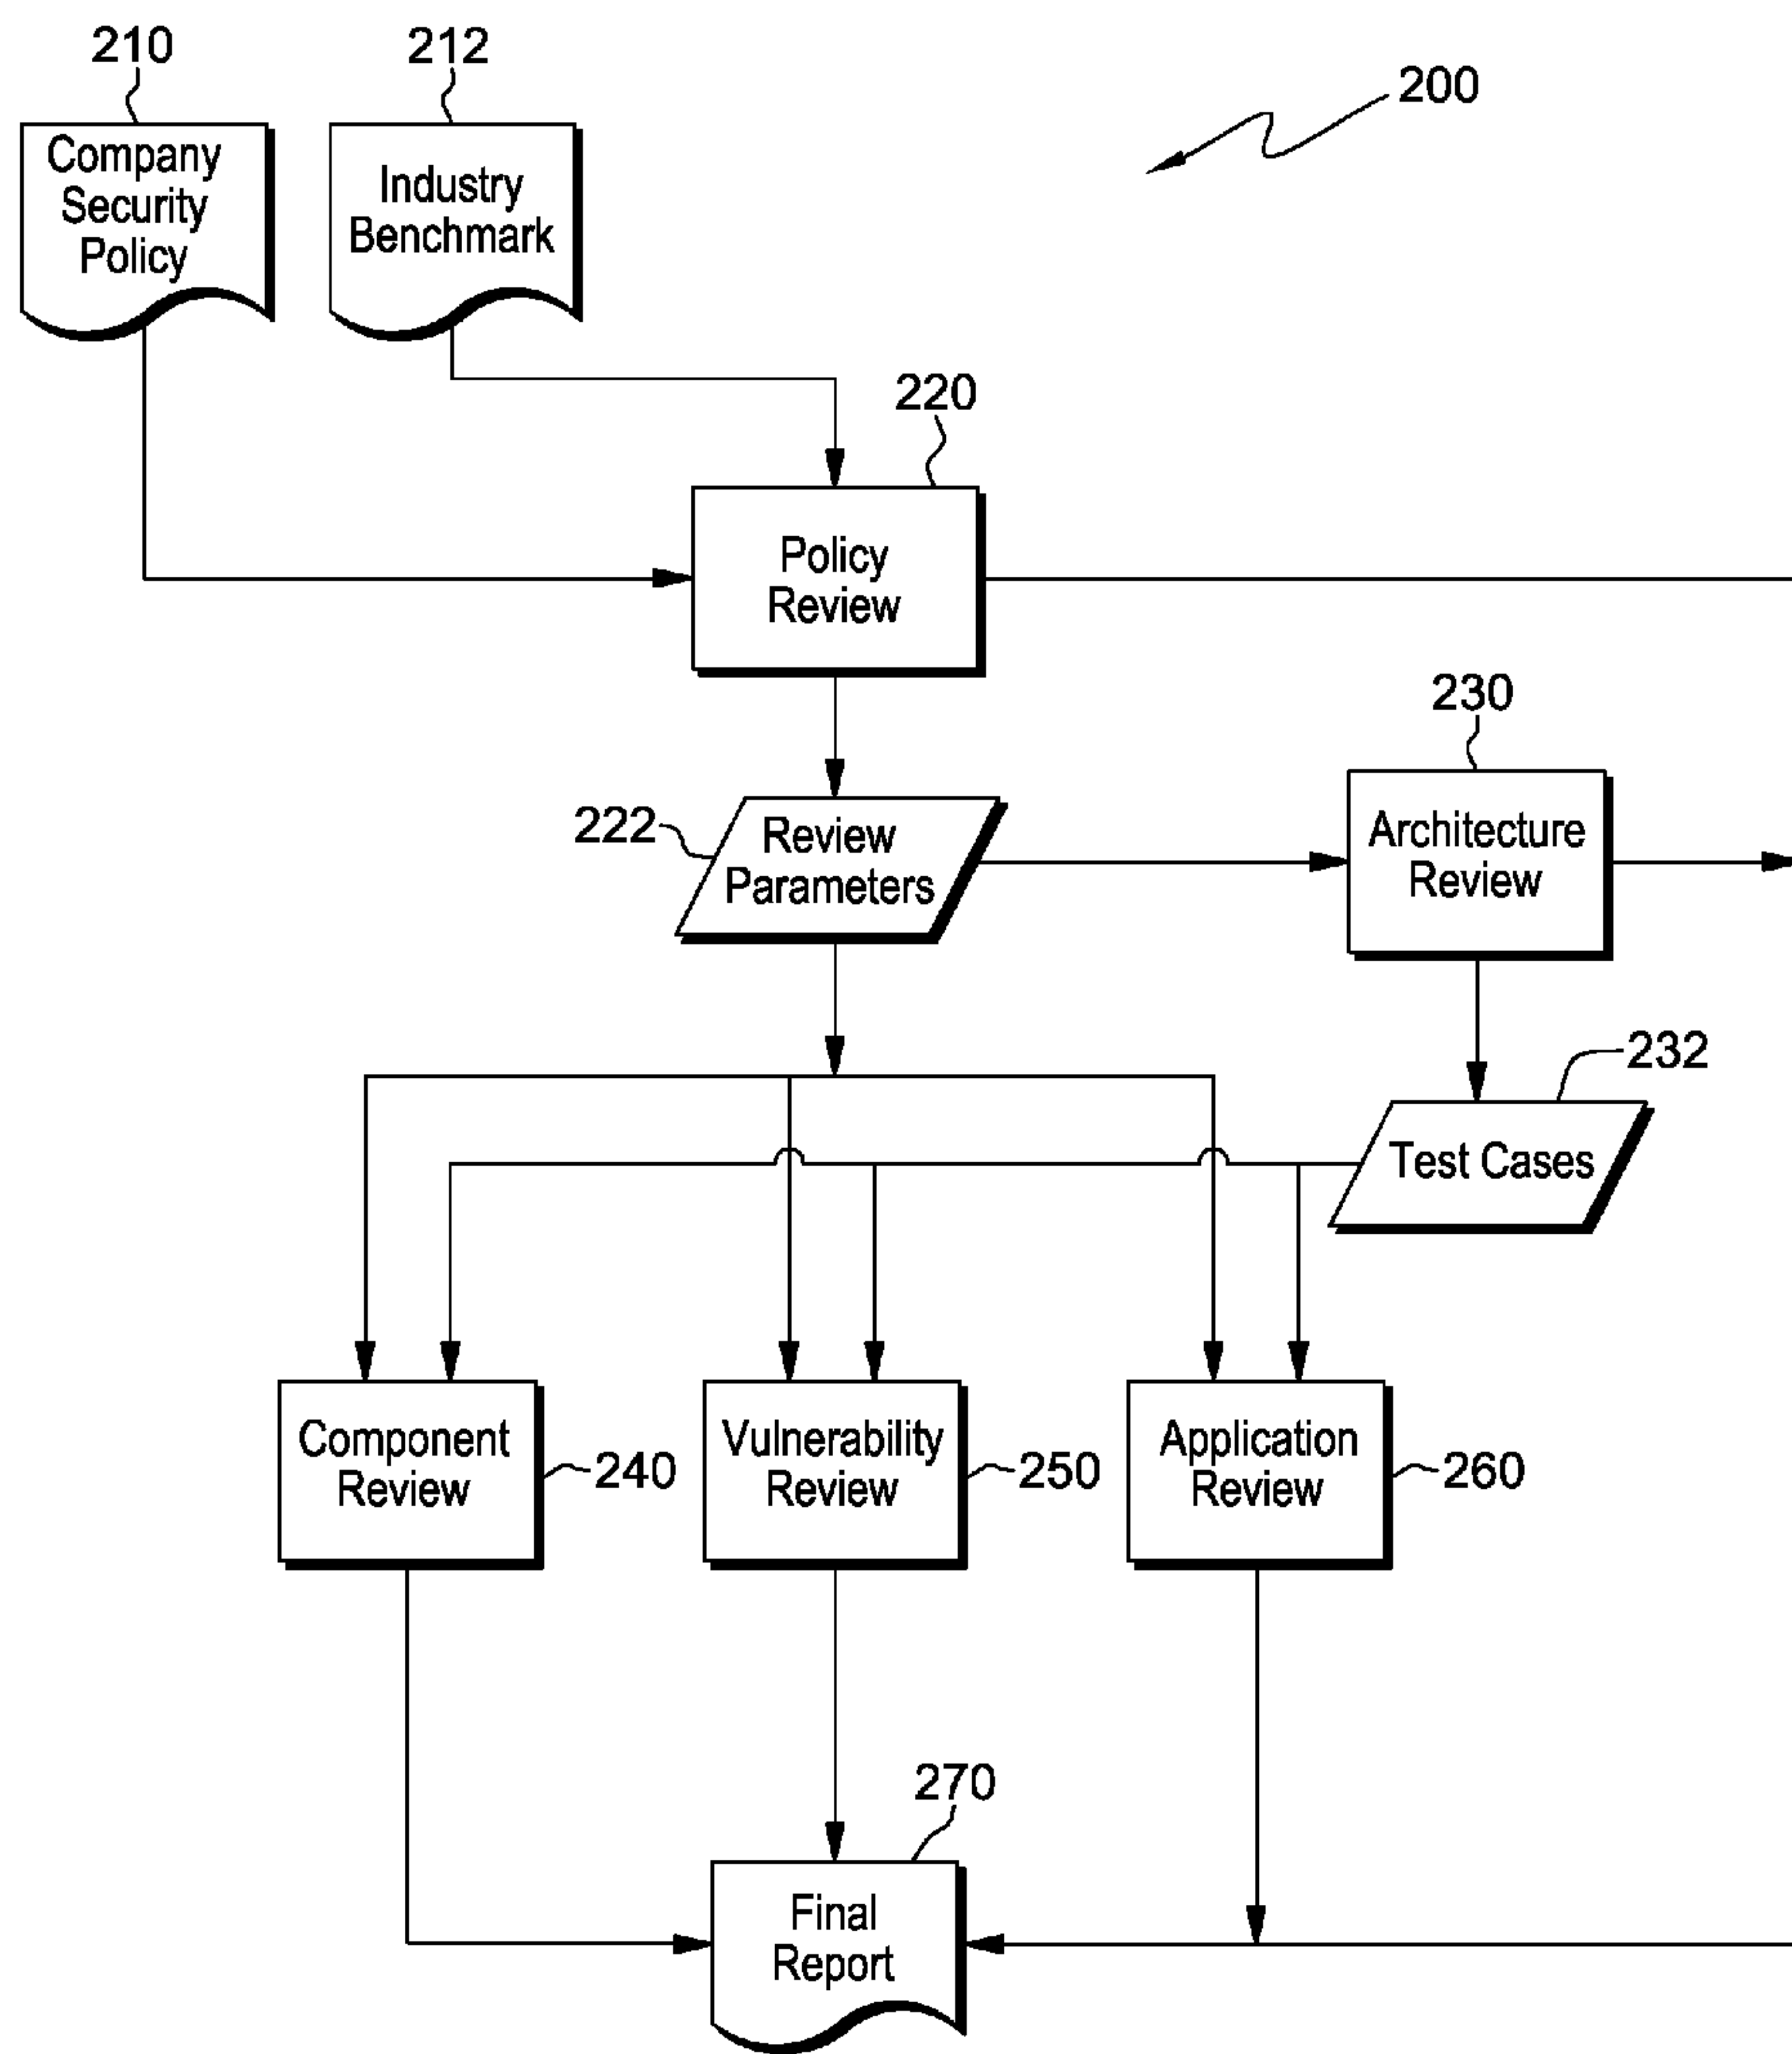 210
212
200
Company
Security
Policy
Industry
Benchmark
220
Policy
Review
230
222
Review
Parameters
Architecture
Review
232
Test Cases
Component
Review
240
Vulnerability
Review
250
Application
Review
260
270
Final
Report